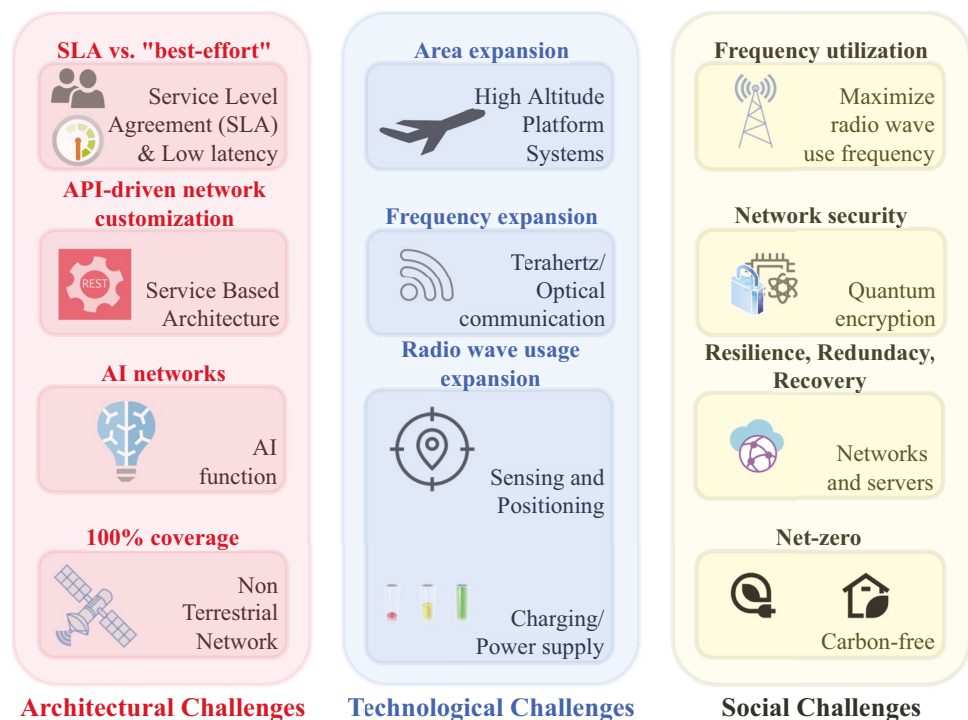 SLA vs. "best-effort"
Service Level
Agreement (SLA)
& Low latency
API-driven network
customization
REST
Service Based
Architecture
AI networks
AI
function
100% coverage
Non
Terrestrial
Network
Architectural Challenges
Area expansion
High Altitude
Platform
Systems
Frequency expansion
Terahertz/
Optical
communication
Radio wave usage
expansion
Sensing and
Positioning
Charging/
Power supply
Technological Challenges
Frequency utilization
Maximize
radio wave
use frequency
Network security
Quantum
encryption
Resilience, Redundacy,
Recovery
Networks
and servers
Net-zero
Carbon-free
Social Challenges